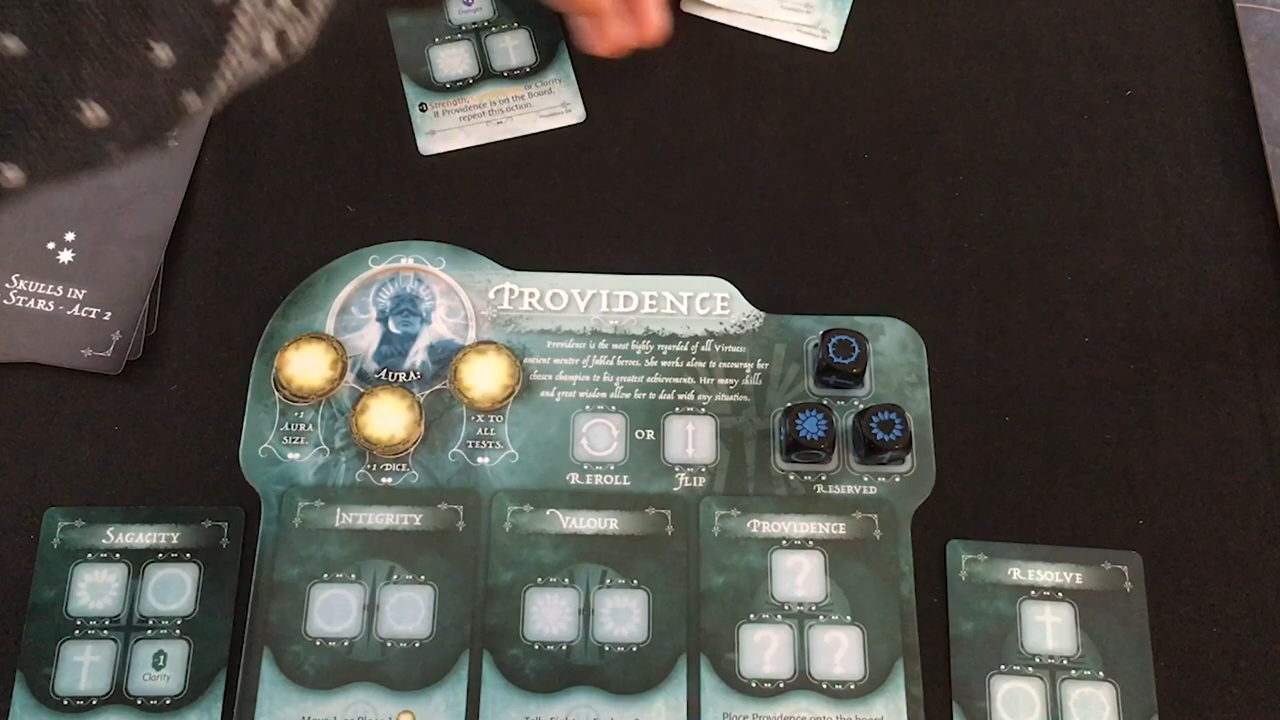 Danger
-1 Strength, or Clarity.
If Providence is on the Board,
repeat this action.
SKULLS IN
STARS - ACT 2
PROVIDENCE
Providence is the most highly regarded of all Virtues:
ancient mentor of fabled heroes. She works alone to encourage her
chosen champion to his greatest achievements. Her many skills
and great wisdom allow her to deal with any situation.
AURA:
+1
AURA
SIZE.
+1 DICE.
+X TO
ALL
TESTS.
OR
REROLL
FLIP
RESERVED
SAGACITY
-1
Clarity
INTEGRITY
VALOUR
PROVIDENCE
?
? ?
Place Providence onto the board
RESOLVE